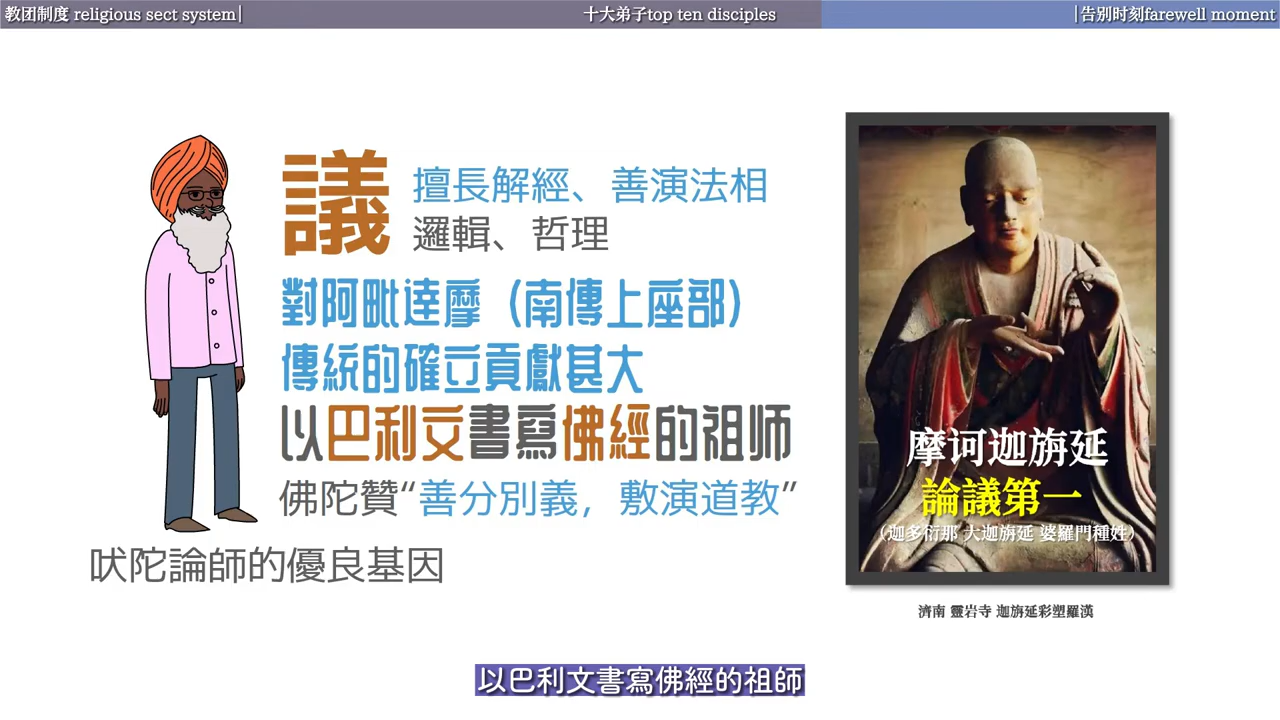 教团制度 religious sect system|
十大弟子top ten disciples
|告别时刻farewell moment
議
擅長解經、善演法相
邏輯、哲理
對阿毗達摩（南傳上座部）
傳統的確立貢獻甚大
以巴利文書寫佛經的祖师
佛陀贊“善分別義，敷演道教”
吠陀論師的優良基因
摩诃迦旃延
論議第一
（迦多衍那 大迦旃延 婆羅門種姓）
濟南 靈岩寺 迦旃延彩塑羅漢
以巴利文書寫佛經的祖師